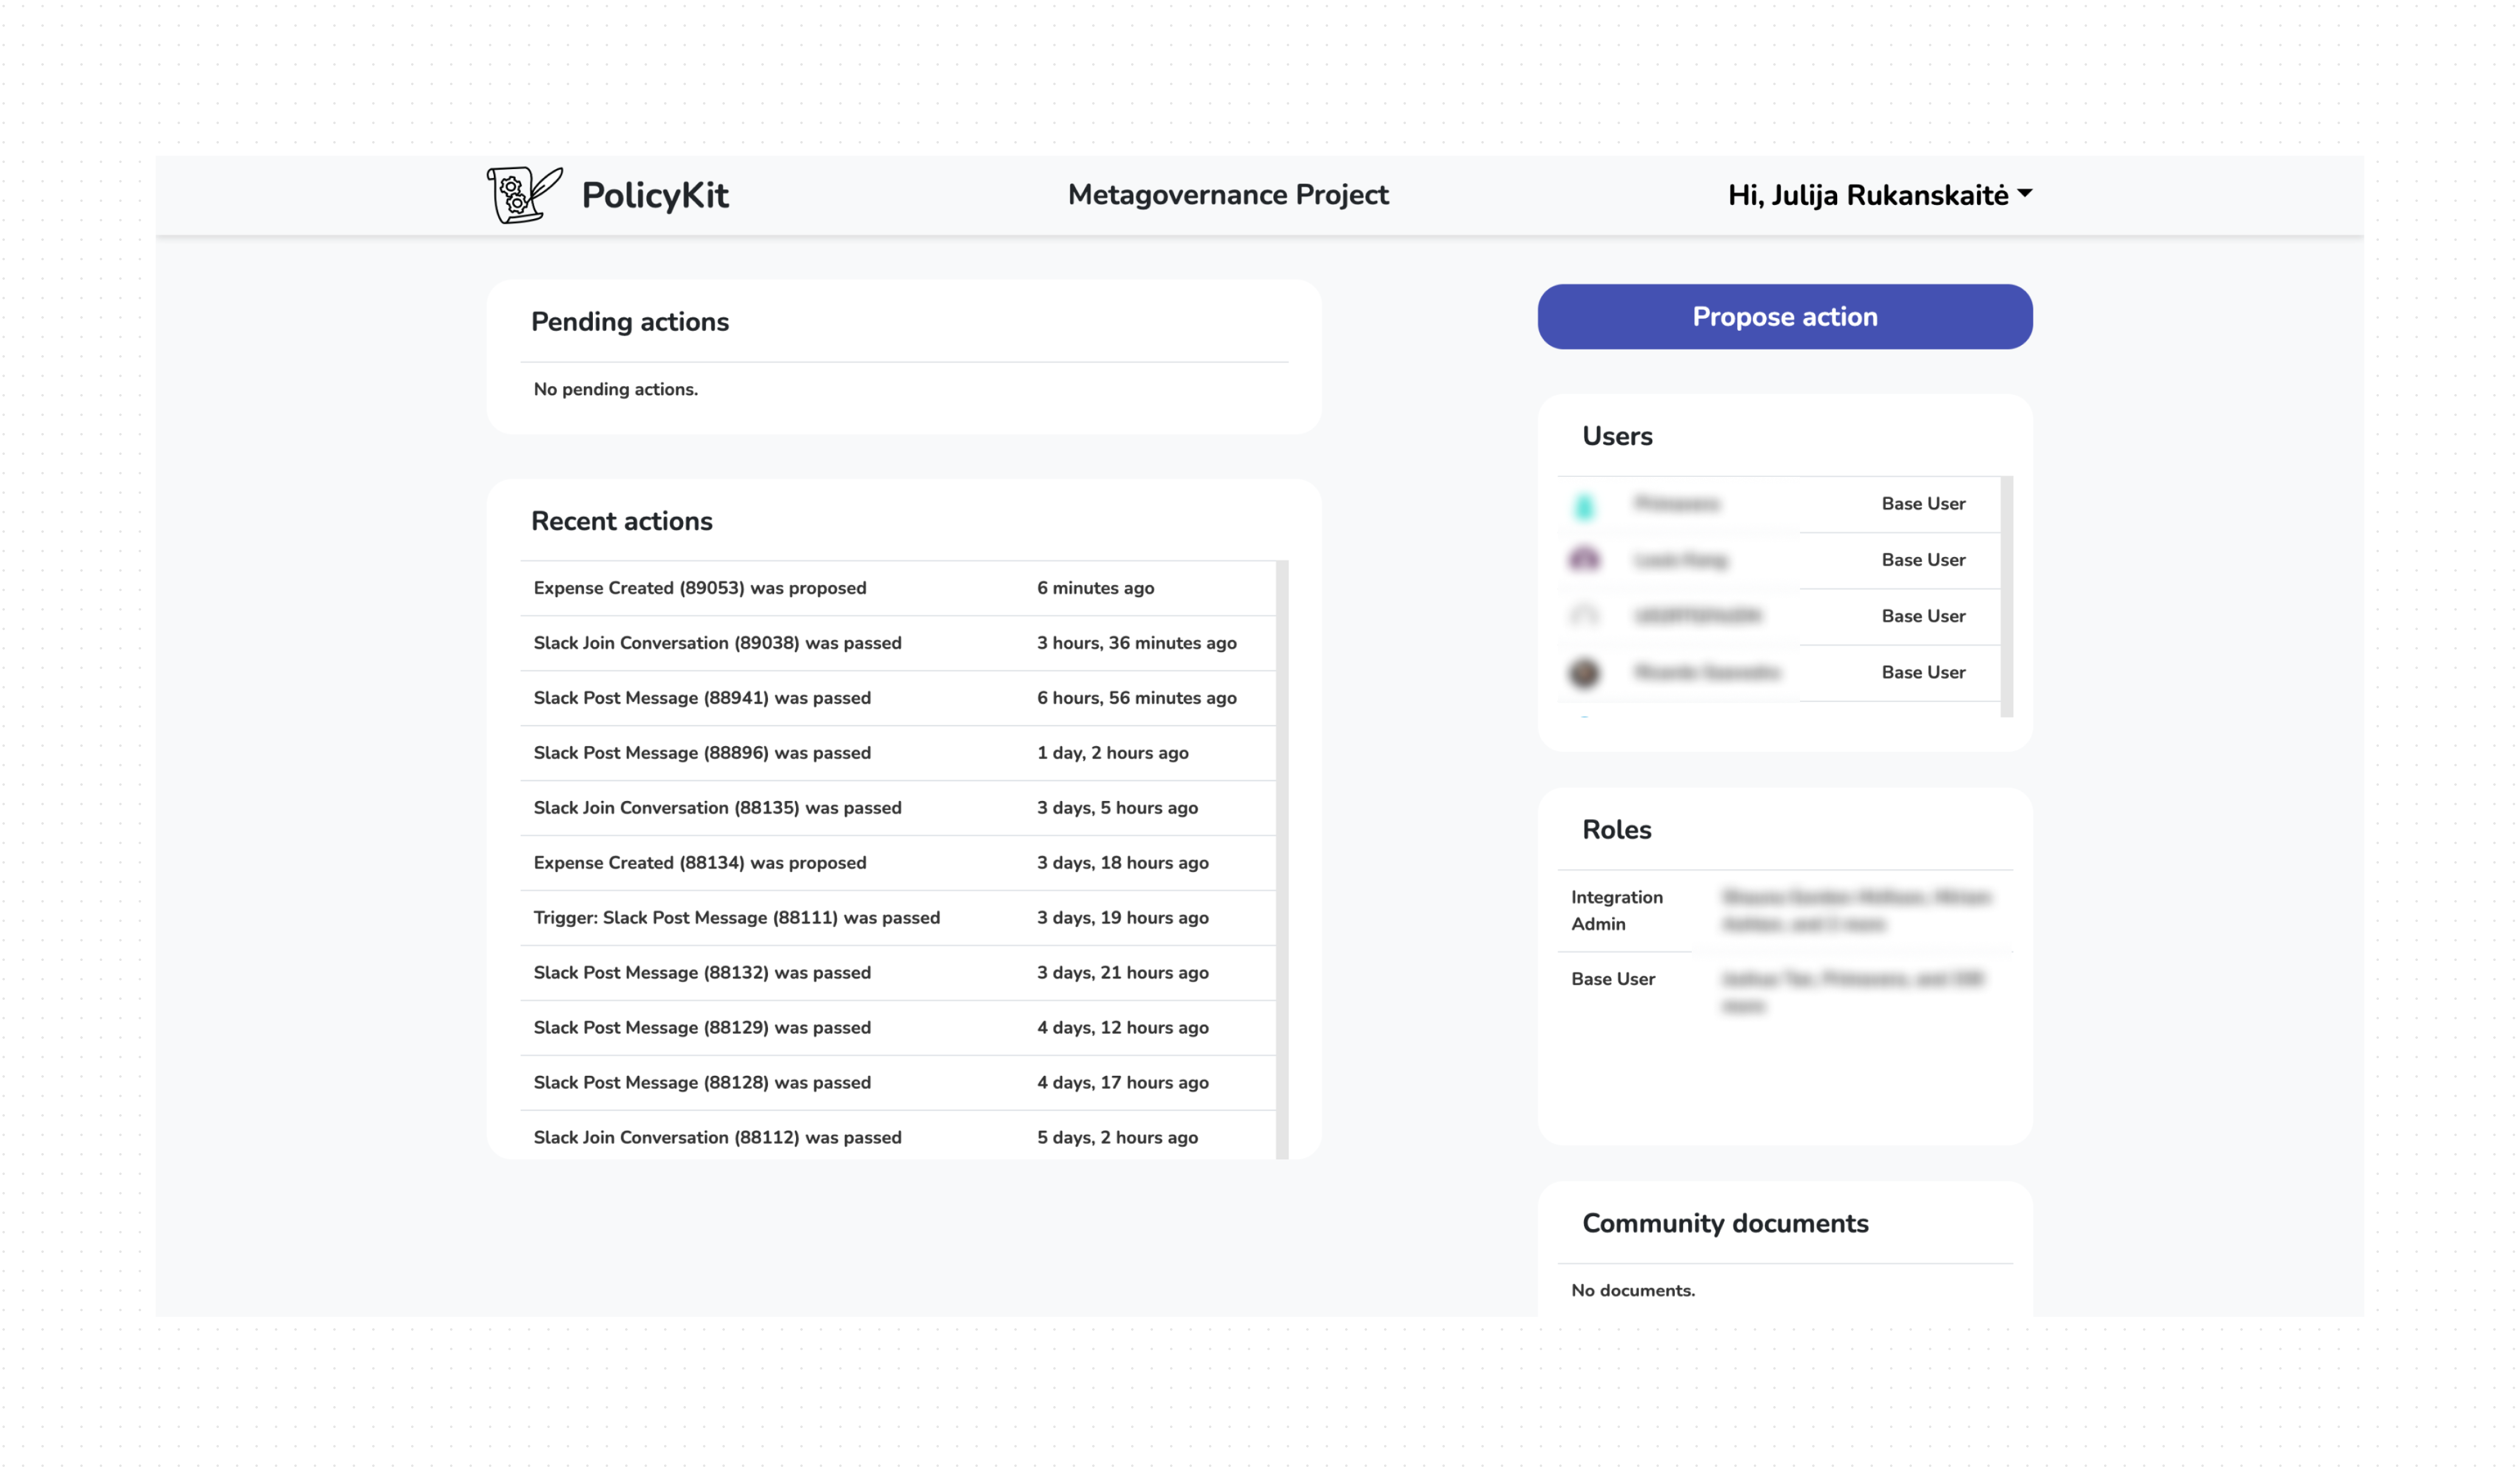 PolicyKit
Metagovernance Project
Hi, Julija Rukanskaitė
Pending actions
No pending actions.
Recent actions
Expense Created (89053) was proposed 6 minutes ago
Slack Join Conversation (89038) was passed 3 hours, 36 minutes ago
Slack Post Message (88941) was passed 6 hours, 56 minutes ago
Slack Post Message (88896) was passed 1 day, 2 hours ago
Slack Join Conversation (88135) was passed 3 days, 5 hours ago
Expense Created (88134) was proposed 3 days, 18 hours ago
Trigger: Slack Post Message (88111) was passed 3 days, 19 hours ago
Slack Post Message (88132) was passed 3 days, 21 hours ago
Slack Post Message (88129) was passed 4 days, 12 hours ago
Slack Post Message (88128) was passed 4 days, 17 hours ago
Slack Join Conversation (88112) was passed 5 days, 2 hours ago
Propose action
Users
Base User
Base User
Base User
Base User
Roles
Integration
Admin
Base User
Community documents
No documents.